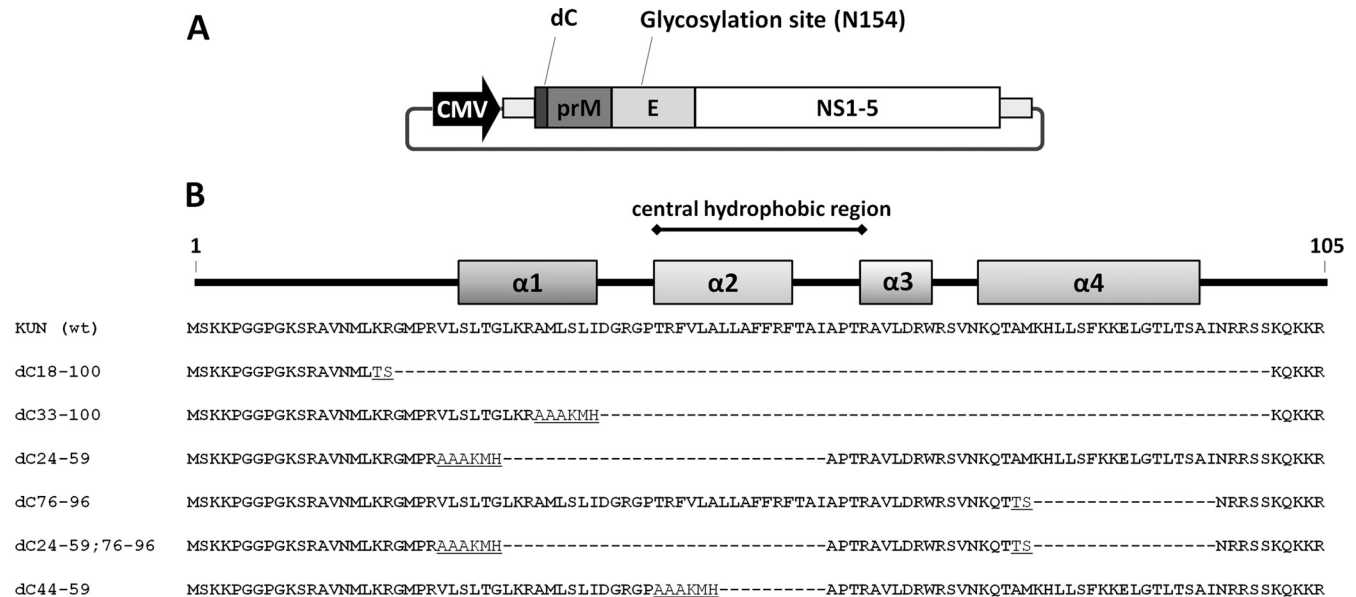 A
dC
Glycosylation site (N154)
CMV
prM
E
NS1-5
B
central hydrophobic region
1
105
α1
α2
α3
α4
KUN (wt) MSKKPGGPGKSRAVNMLKRGMPRVLSLTGLKRAMLSLIDGRGPTRFVLALLAFFRFTAIAPTRAVLDRWRSVNKQTAMKHLLSFKKELGTLTSAINRRSSKQKKR
dC18-100 MSKKPGGPGKSRAVNMLTS---------------------------------------------------------------------------------KQKKR
dC33-100 MSKKPGGPGKSRAVNMLKRGMPRVLSLTGLKRAAAKMH--------------------------------------------------------------KQKKR
dC24-59 MSKKPGGPGKSRAVNMLKRGMPRAAAKMH------------------------------APTRAVLDRWRSVNKQTAMKHLLSFKKELGTLTSAINRRSSKQKKR
dC76-96 MSKKPGGPGKSRAVNMLKRGMPRVLSLTGLKRAMLSLIDGRGPTRFVLALLAFFRFTAIAPTRAVLDRWRSVNKQTTS-----------------NRRSSKQKKR
dC24-59;76-96 MSKKPGGPGKSRAVNMLKRGMPRAAAKMH------------------------------APTRAVLDRWRSVNKQTTS-----------------NRRSSKQKKR
dC44-59 MSKKPGGPGKSRAVNMLKRGMPRVLSLTGLKRAMLSLIDGRGPAAAKMH----------APTRAVLDRWRSVNKQTAMKHLLSFKKELGTLTSAINRRSSKQKKR